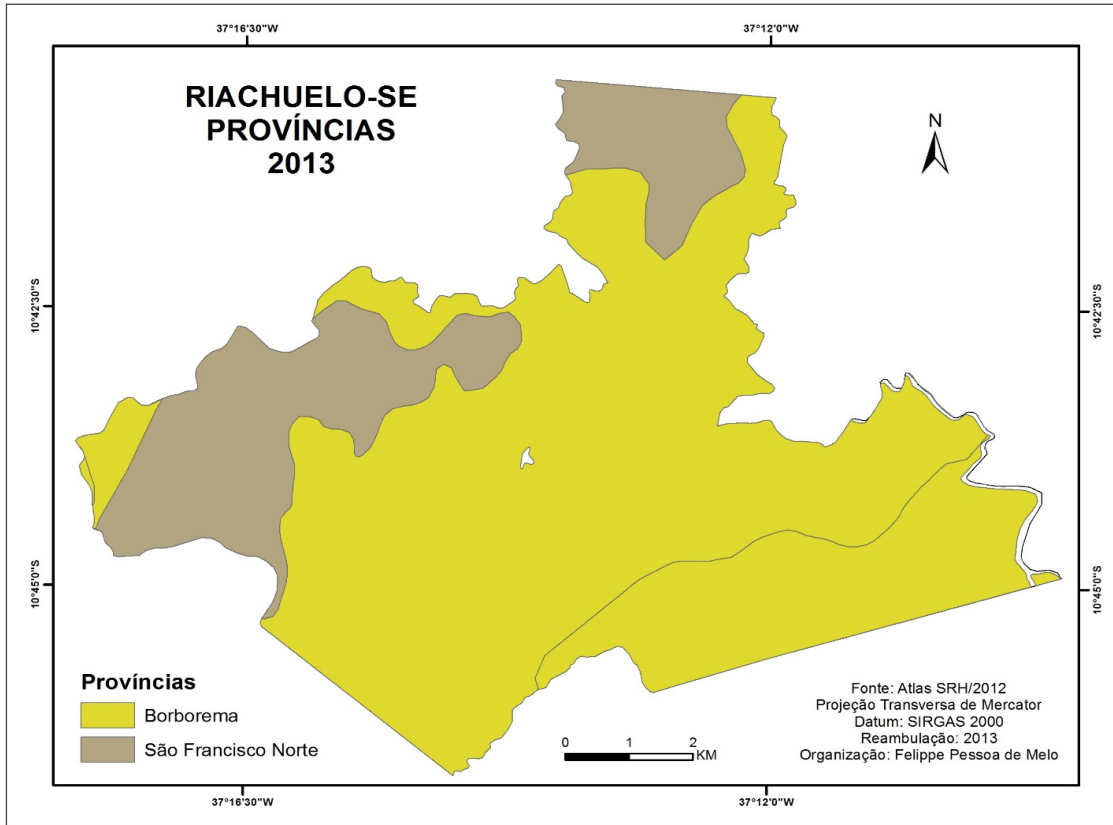 37°16'30"W
37°12'0"W
RIACHUELO-SE
PROVÍNCIAS
2013
N
10°42'30"S
10°42'30"S
10°45'0"S
10°45'0"S
Províncias
Borborema
São Francisco Norte
0 1 2
KM
Fonte: Atlas SRH/2012
Projeção Transversa de Mercator
Datum: SIRGAS 2000
Reambulação: 2013
Organização: Felippe Pessoa de Melo
37°16'30"W
37°12'0"W